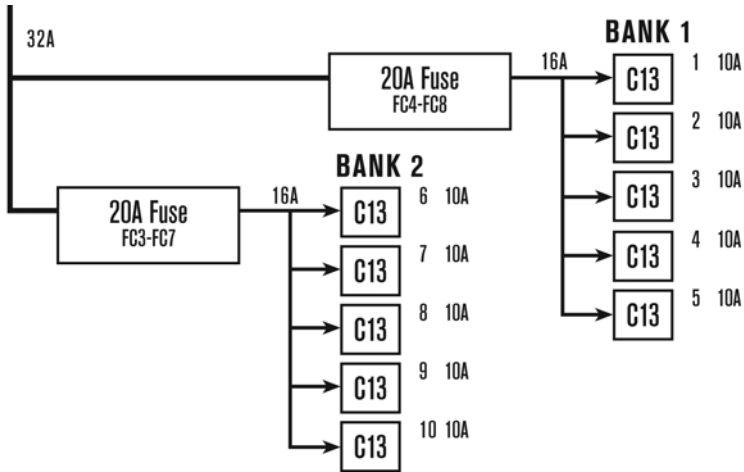 32A
BANK 1
20A Fuse
FC4-FC8
16A
C13 1 10A
C13 2 10A
C13 3 10A
C13 4 10A
C13 5 10A
BANK 2
20A Fuse
FC3-FC7
16A
C13 6 10A
C13 7 10A
C13 8 10A
C13 9 10A
C13 10 10A